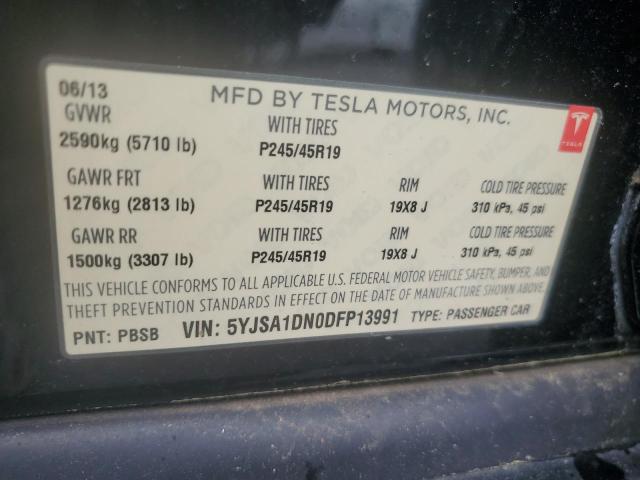 06/13 MFD BY TESLA MOTORS, INC.
GVWR WITH TIRES
2590kg (5710 lb) P245/45R19
TESLA
GAWR FRT WITH TIRES RIM COLD TIRE PRESSURE
1276kg (2813 lb) P245/45R19 19X8 J 310 kPa, 45 psi
GAWR RR WITH TIRES RIM COLD TIRE PRESSURE
1500kg (3307 lb) P245/45R19 19X8 J 310 kPa, 45 psi
THIS VEHICLE CONFORMS TO ALL APPLICABLE U.S. FEDERAL MOTOR VEHICLE SAFETY, BUMPER, AND
THEFT PREVENTION STANDARDS IN EFFECT ON THE DATE OF MANUFACTURE SHOWN ABOVE.
PNT: PBSB VIN: 5YJSA1DN0DFP13991 TYPE: PASSENGER CAR